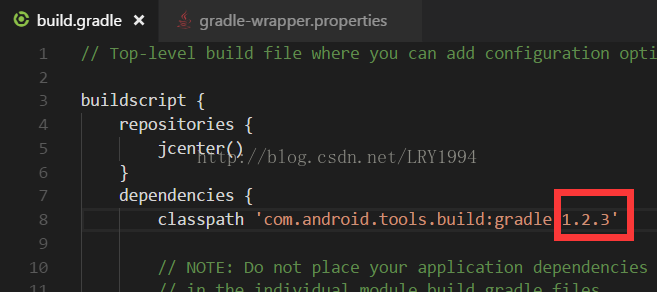 build.gradle × gradle-wrapper.properties
1 // Top-level build file where you can add configuration opti
2
3 buildscript {
4 repositories {
5 jcenter()
http://blog.csdn.net/LRY1994
6 }
7 dependencies {
8 classpath 'com.android.tools.build:gradle:1.2.3'
9
10 // NOTE: Do not place your application dependencies
11 // in the individual module build.gradle files